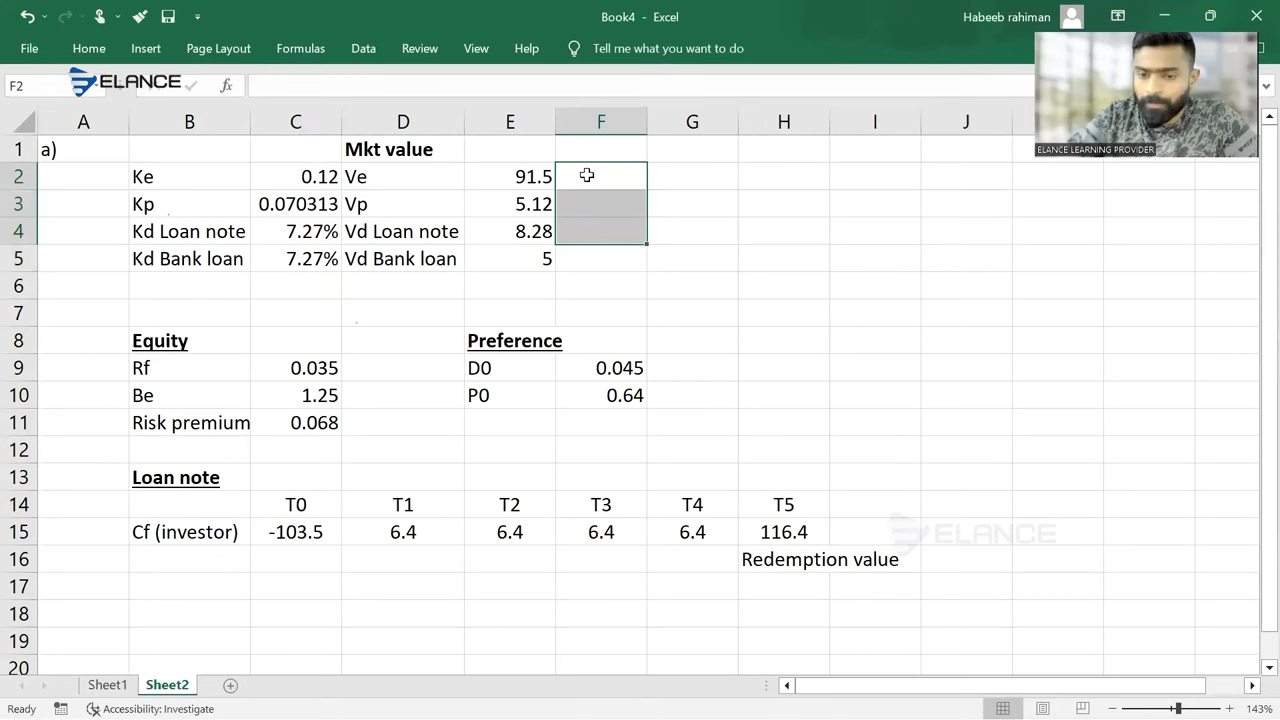 Book4 - Excel
Habeeb rahiman
File Home Insert Page Layout Formulas Data Review View Help Tell me what you want to do
F2
ELANCE
fx
ELANCE LEARNING PROVIDER
A B C D E F G H I J
1 a) Mkt value
2 Ke 0.12 Ve 91.5
3 Kp 0.070313 Vp 5.12
4 Kd Loan note 7.27% Vd Loan note 8.28
5 Kd Bank loan 7.27% Vd Bank loan 5
6
7
8 Equity Preference
9 Rf 0.035 D0 0.045
10 Be 1.25 P0 0.64
11 Risk premium 0.068
12
13 Loan note
14 T0 T1 T2 T3 T4 T5
15 Cf (investor) -103.5 6.4 6.4 6.4 6.4 116.4
ELANCE
16 Redemption value
17
18
19
20
Sheet1 Sheet2
Ready Accessibility: Investigate 143%